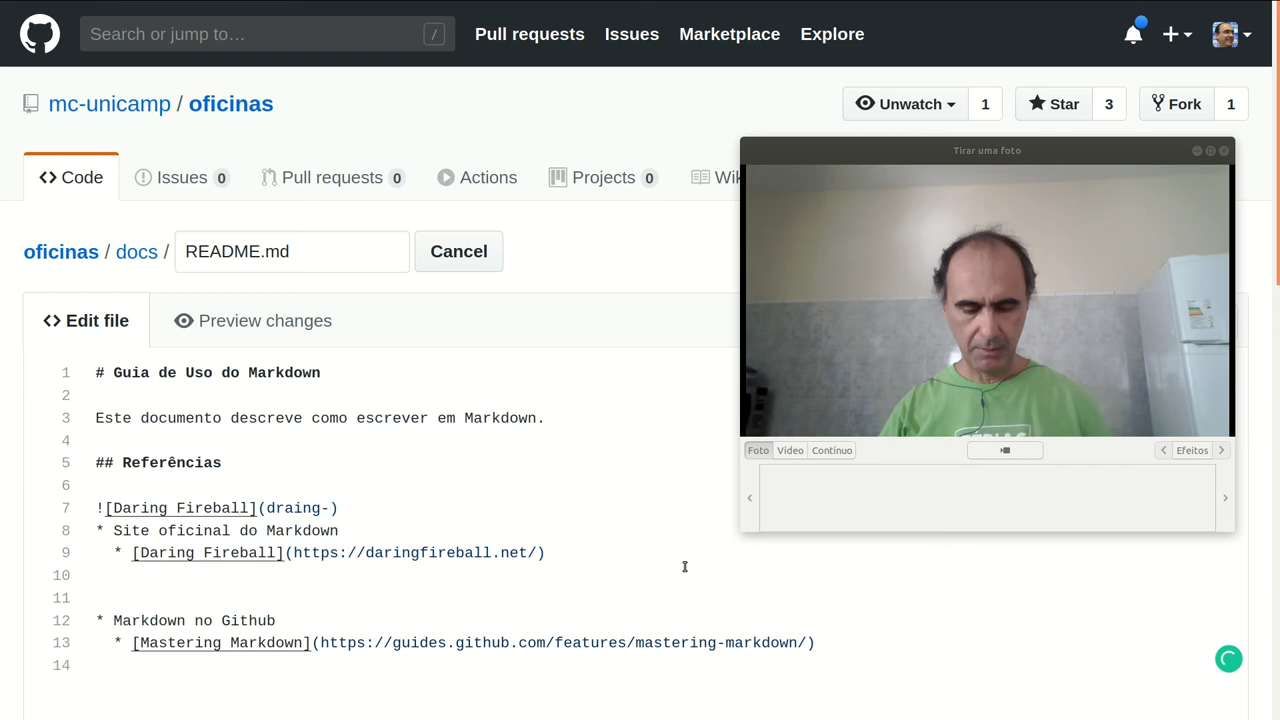 Search or jump to…
/
Pull requests
Issues
Marketplace
Explore
mc-unicamp / oficinas
Unwatch
1
Star
3
Fork
1
Code
Issues 0
Pull requests 0
Actions
Projects 0
Tirar uma foto
oficinas / docs / README.md
Cancel
Edit file
Preview changes
1 # Guia de Uso do Markdown
2
3 Este documento descreve como escrever em Markdown.
4
5 ## Referências
6
7 ![Daring Fireball](draing-)
8 * Site oficinal do Markdown
9 * [Daring Fireball](https://daringfireball.net/)
10
11
12 * Markdown no Github
13 * [Mastering Markdown](https://guides.github.com/features/mastering-markdown/)
14
Foto
Vídeo
Contínuo
Efeitos